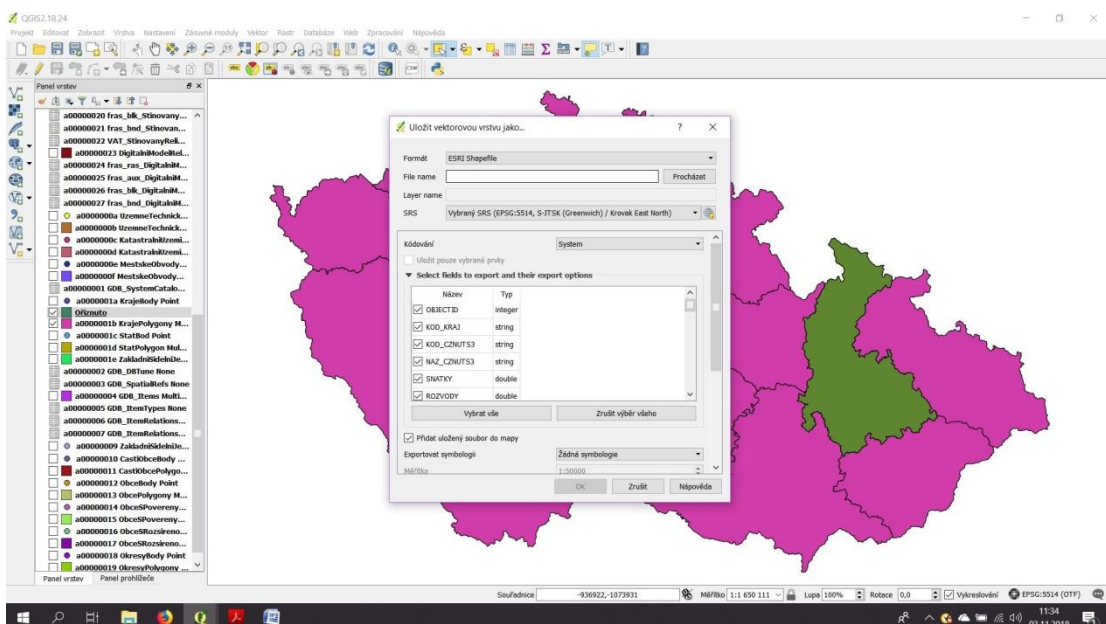 QGIS2.18.24
Projekt Editovat Zobrazit Vrstva Nastavení Zásuvné moduly Vektor Rastr Databáze Web Zpracování Nápověda
Panel vrstev
a00000020 fras_blk_Stinovany...
a00000021 fras_bnd_Stinovan...
a00000022 VAT_StinovanyReli...
a00000023 DigitalniModelRel...
a00000024 fras_ras_DigitalniM...
a00000025 fras_aux_DigitalniM...
a00000026 fras_blk_DigitalniM...
a00000027 fras_bnd_DigitalniM...
a0000000a UzemneTechnick...
a0000000b UzemneTechnick...
a0000000c KatastralniUzemi...
a0000000d KatastralniUzemi...
a0000000e MestskeObvody...
a0000000f MestskeObvody...
a00000001 GDB_SystemCatalo...
a0000001a KrajeBody Point
Oříznuto
a0000001b KrajePolygony M...
a0000001c StatBod Point
a0000001d StatPolygon Mul...
a0000001e ZakladniSidelniJe...
a00000002 GDB_DBTune None
a00000003 GDB_SpatialRefs None
a00000004 GDB_Items Multi...
a00000005 GDB_ItemTypes None
a00000006 GDB_ItemRelations...
a00000007 GDB_ItemRelations...
a00000009 ZakladniSidelniJe...
a00000010 CastiObceBody ...
a00000011 CastiObcePolygo...
a00000012 ObceBody Point
a00000013 ObcePolygony M...
a00000014 ObceSPovereny...
a00000015 ObceSPovereny...
a00000016 ObceSRozsireno...
a00000017 ObceSRozsireno...
a00000018 OkresyBody Point
a00000019 OkresyPolygony ...
Panel vrstev Panel prohlížeče
Uložit vektorovou vrstvu jako...
Formát ESRI Shapefile
File name Procházet
Layer name
SRS Vybraný SRS (EPSG:5514, S-JTSK (Greenwich) / Krovak East North)
Kódování System
Uložit pouze vybrané prvky
Select fields to export and their export options
Název Typ
OBJECTID integer
KOD_KRAJ string
KOD_CZNUTS3 string
NAZ_CZNUTS3 string
SNATKY double
ROZVODY double
Vybrat vše Zrušit výběr všeho
Přidat uložený soubor do mapy
Exportovat symbologii Žádná symbologie
Měřítko 1:50000
OK Zrušit Nápověda
Souřadnice -936922,-1073931 Měřítko 1:1 650 111 Lupa 100% Rotace 0,0 Vykreslování EPSG:5514 (OTF)
11:34
03.11.2018